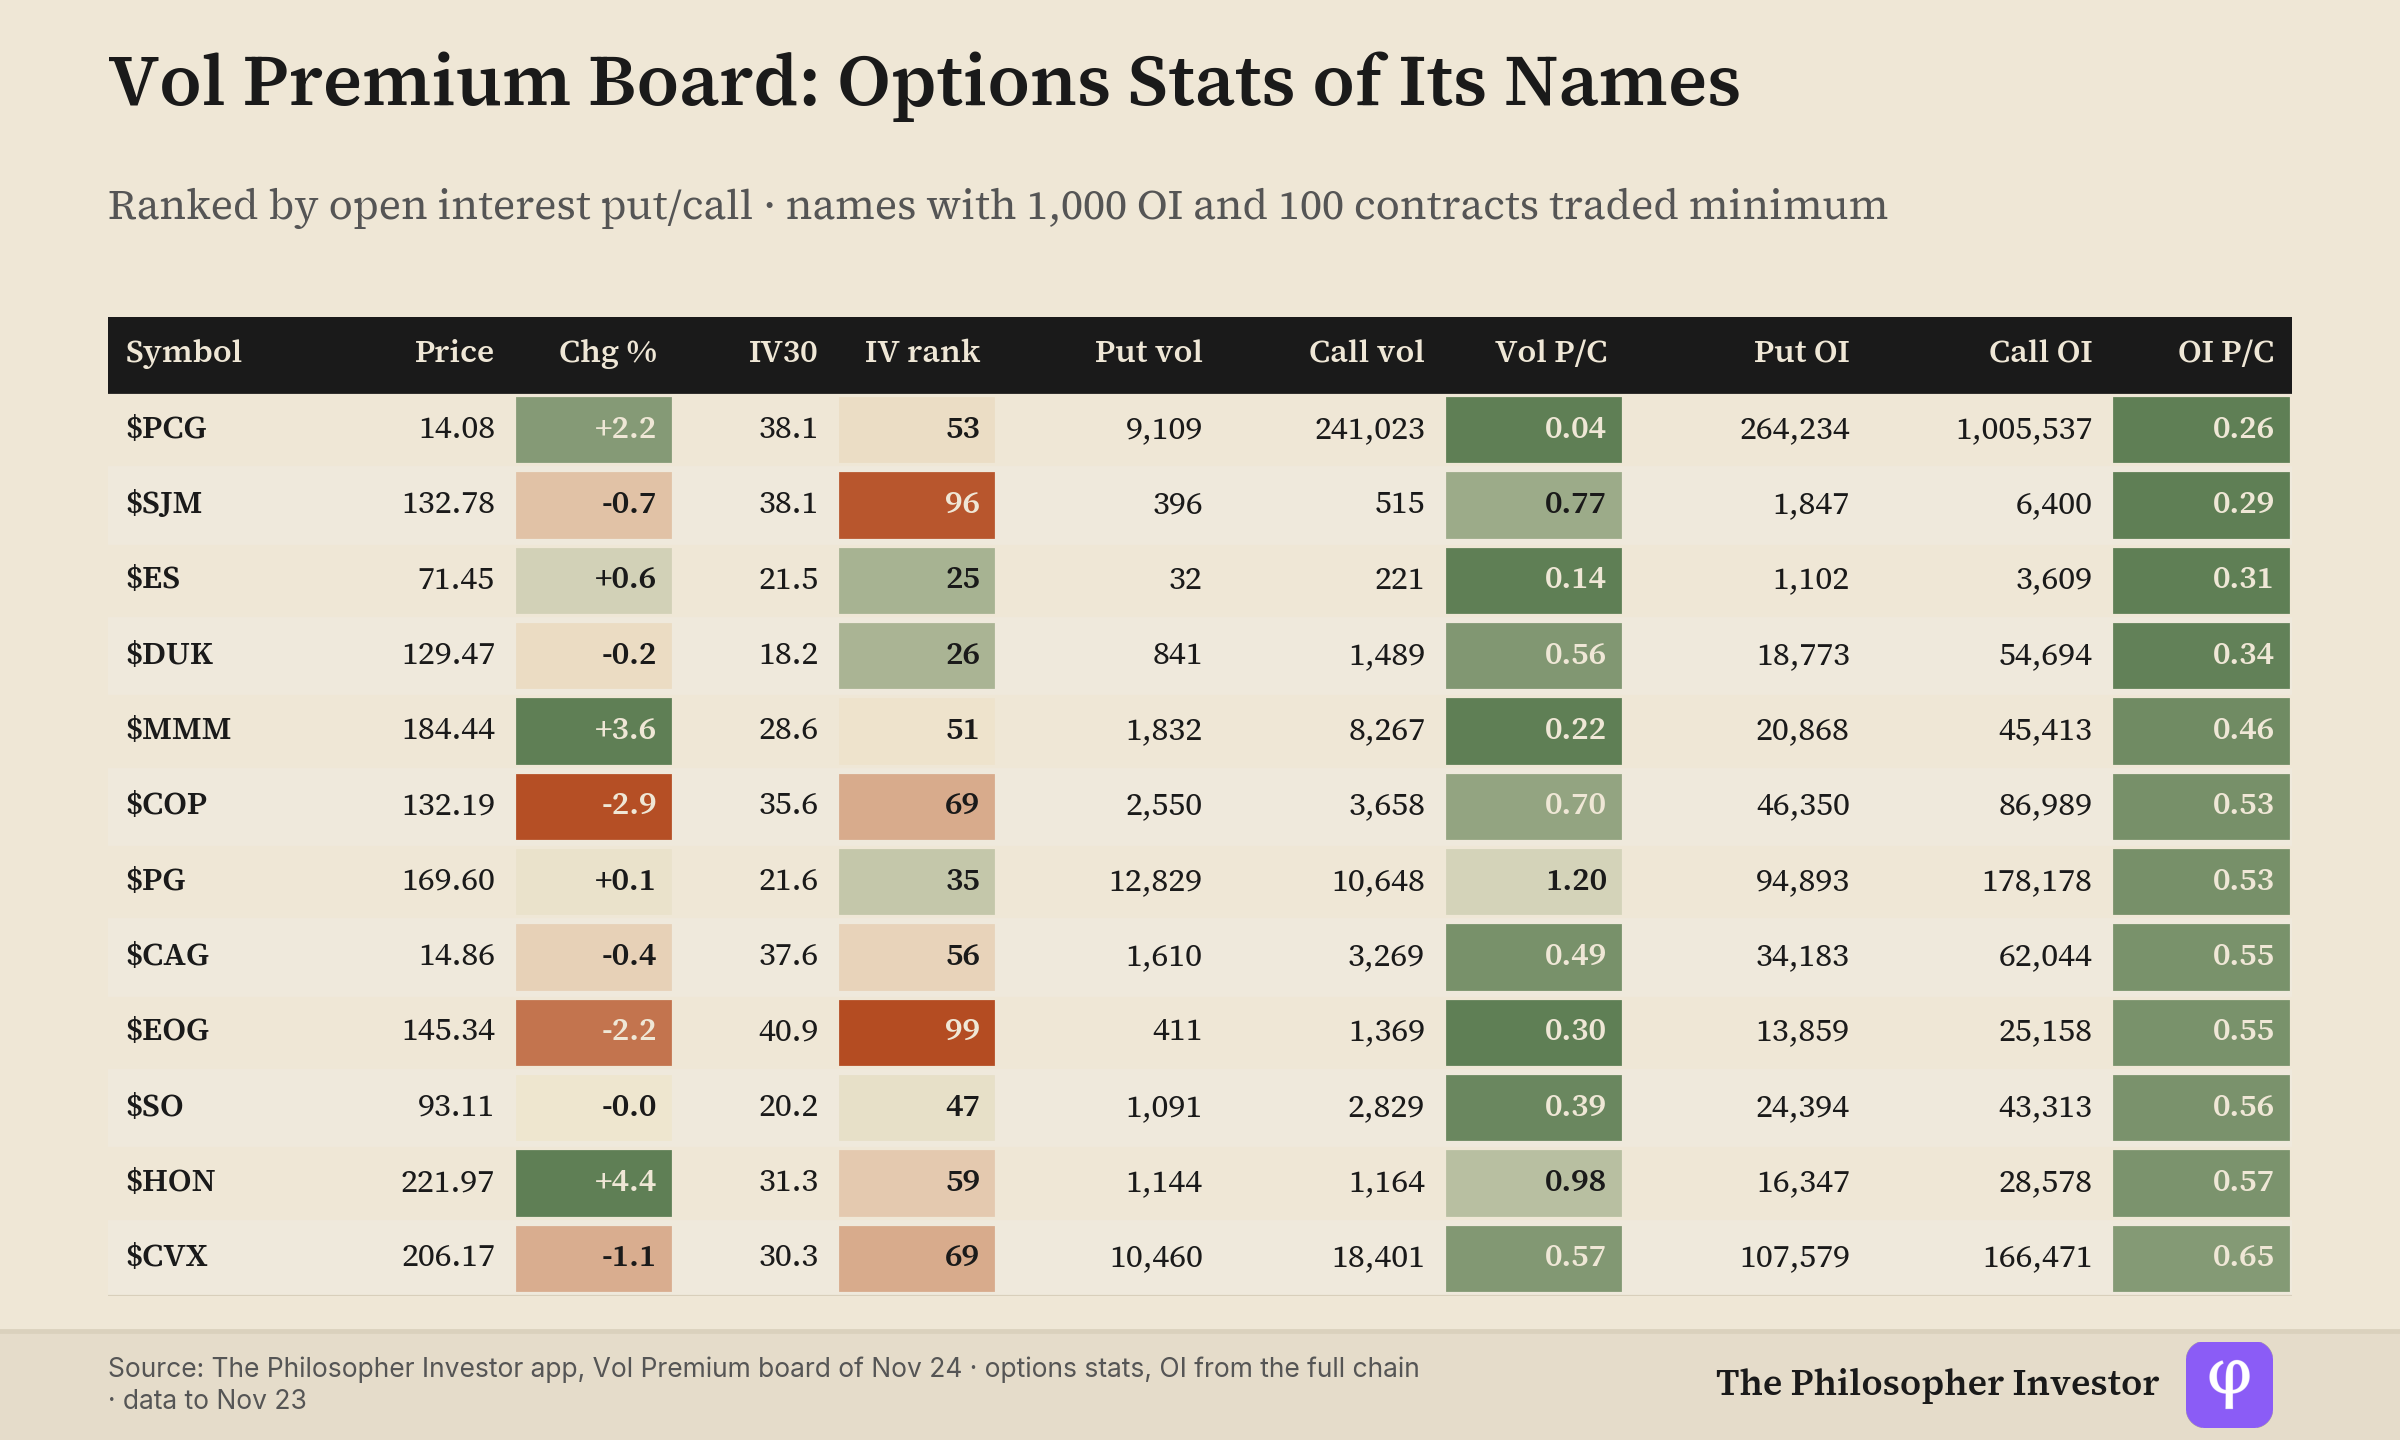 Vol Premium Board: Options Stats of Its Names
Ranked by open interest put/call · names with 1,000 OI and 100 contracts traded minimum
Symbol Price Chg % IV30 IV rank Put vol Call vol Vol P/C Put OI Call OI OI P/C
$PCG 14.08 +2.2 38.1 53 9,109 241,023 0.04 264,234 1,005,537 0.26
$SJM 132.78 -0.7 38.1 96 396 515 0.77 1,847 6,400 0.29
$ES 71.45 +0.6 21.5 25 32 221 0.14 1,102 3,609 0.31
$DUK 129.47 -0.2 18.2 26 841 1,489 0.56 18,773 54,694 0.34
$MMM 184.44 +3.6 28.6 51 1,832 8,267 0.22 20,868 45,413 0.46
$COP 132.19 -2.9 35.6 69 2,550 3,658 0.70 46,350 86,989 0.53
$PG 169.60 +0.1 21.6 35 12,829 10,648 1.20 94,893 178,178 0.53
$CAG 14.86 -0.4 37.6 56 1,610 3,269 0.49 34,183 62,044 0.55
$EOG 145.34 -2.2 40.9 99 411 1,369 0.30 13,859 25,158 0.55
$SO 93.11 -0.0 20.2 47 1,091 2,829 0.39 24,394 43,313 0.56
$HON 221.97 +4.4 31.3 59 1,144 1,164 0.98 16,347 28,578 0.57
$CVX 206.17 -1.1 30.3 69 10,460 18,401 0.57 107,579 166,471 0.65
Source: The Philosopher Investor app, Vol Premium board of Nov 24 · options stats, OI from the full chain
· data to Nov 23
The Philosopher Investor φ